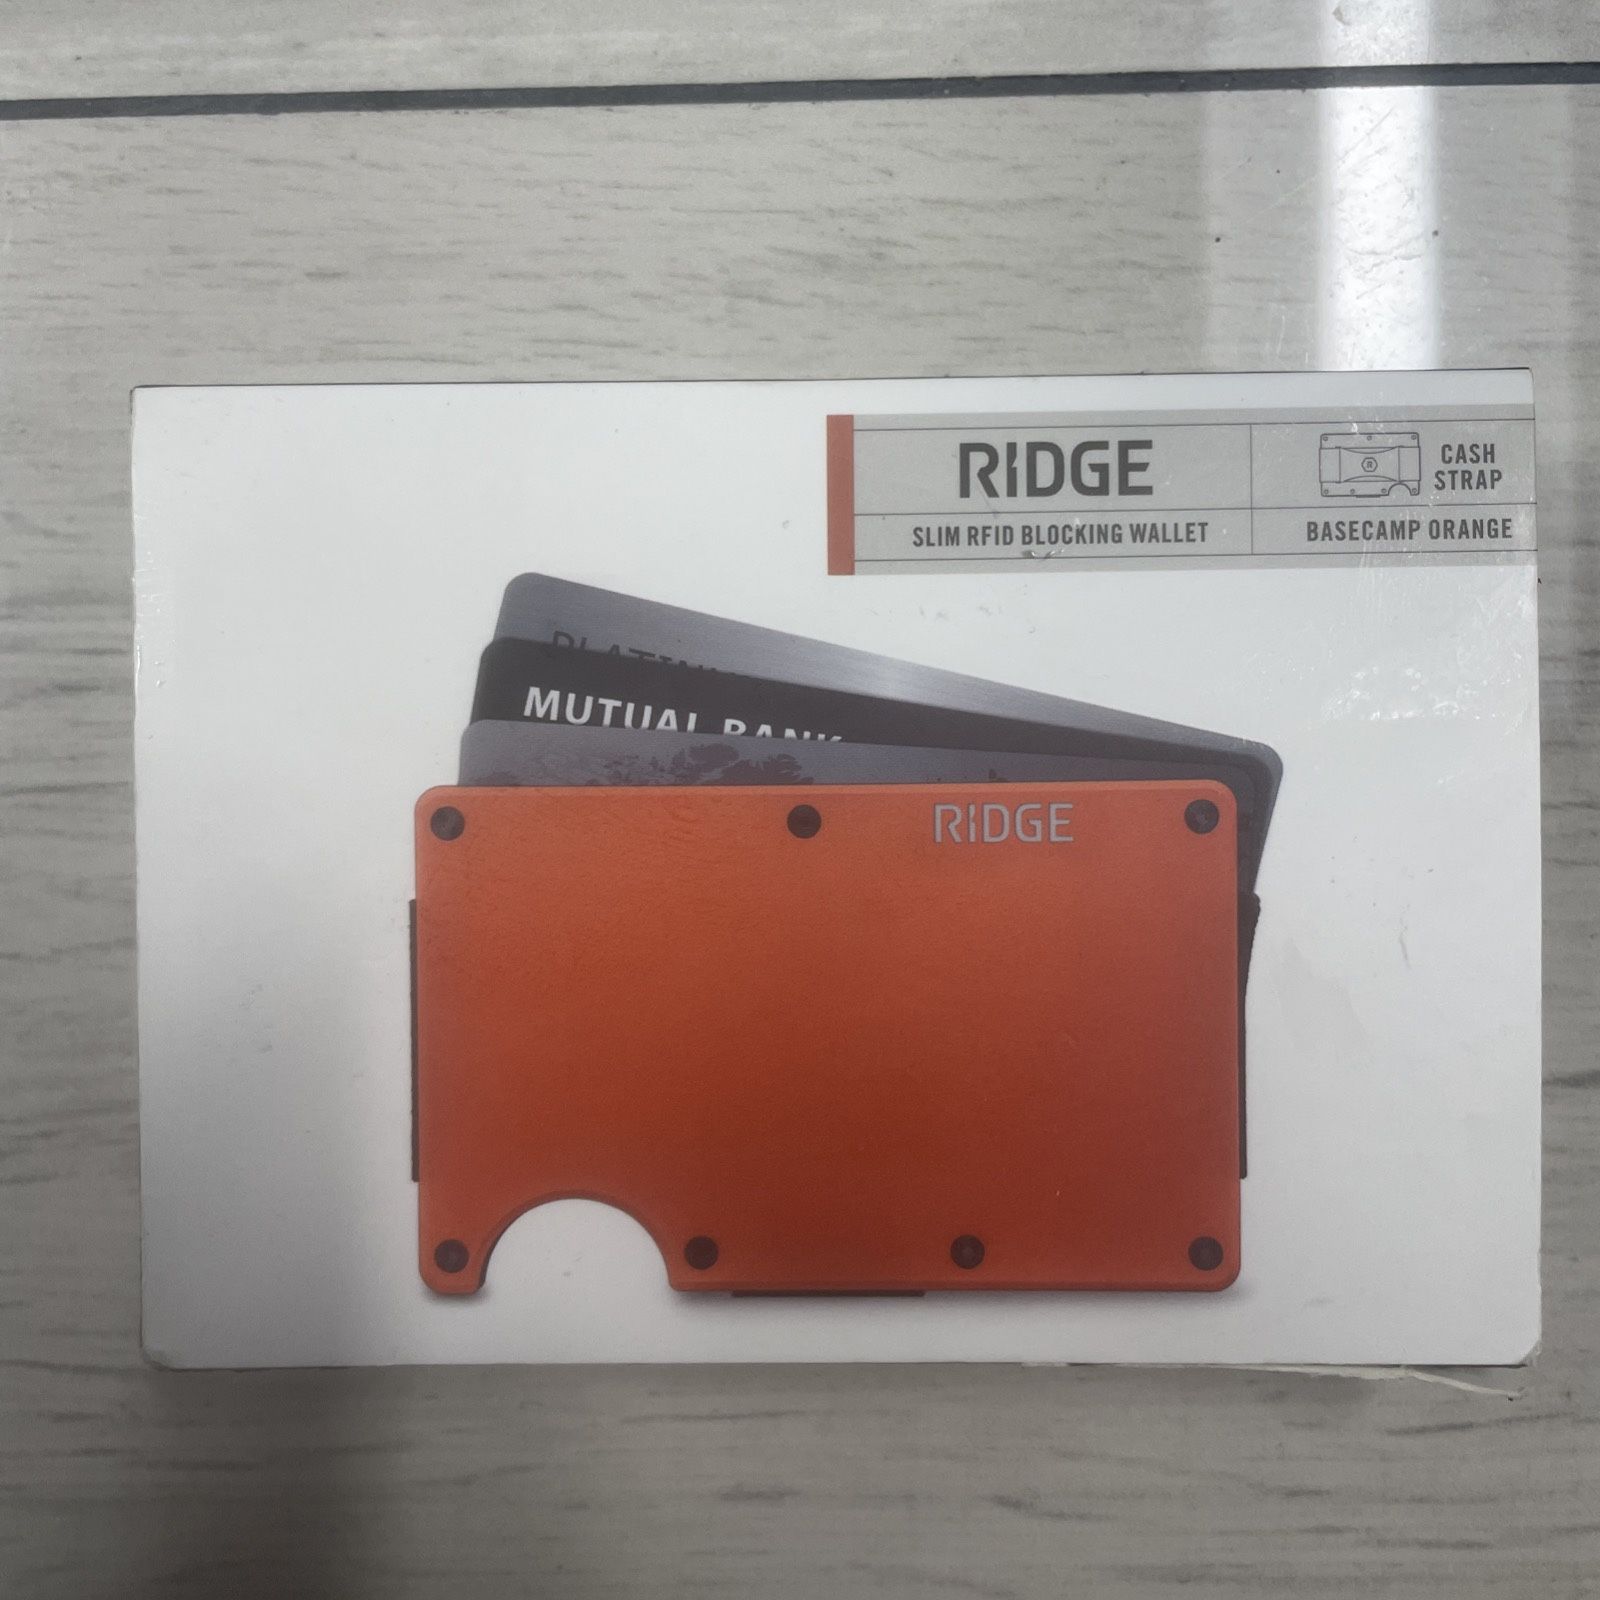 RIDGE
CASH
STRAP
SLIM RFID BLOCKING WALLET
BASECAMP ORANGE
MUTUAL BANK
RIDGE